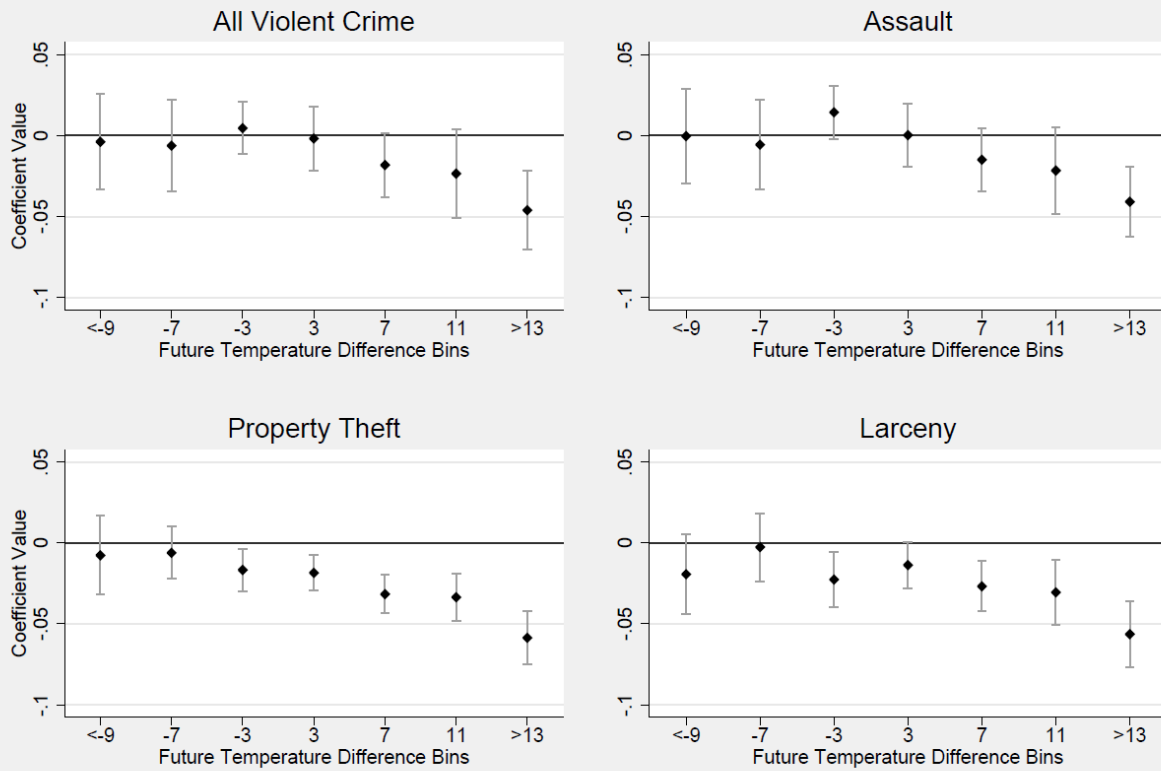 All Violent Crime
Coefficient Value
.05
0
-.05
-.1
<-9 -7 -3 3 7 11 >13
Future Temperature Difference Bins
Assault
.05
0
-.05
-.1
<-9 -7 -3 3 7 11 >13
Future Temperature Difference Bins
Property Theft
Coefficient Value
.05
0
-.05
-.1
<-9 -7 -3 3 7 11 >13
Future Temperature Difference Bins
Larceny
.05
0
-.05
-.1
<-9 -7 -3 3 7 11 >13
Future Temperature Difference Bins